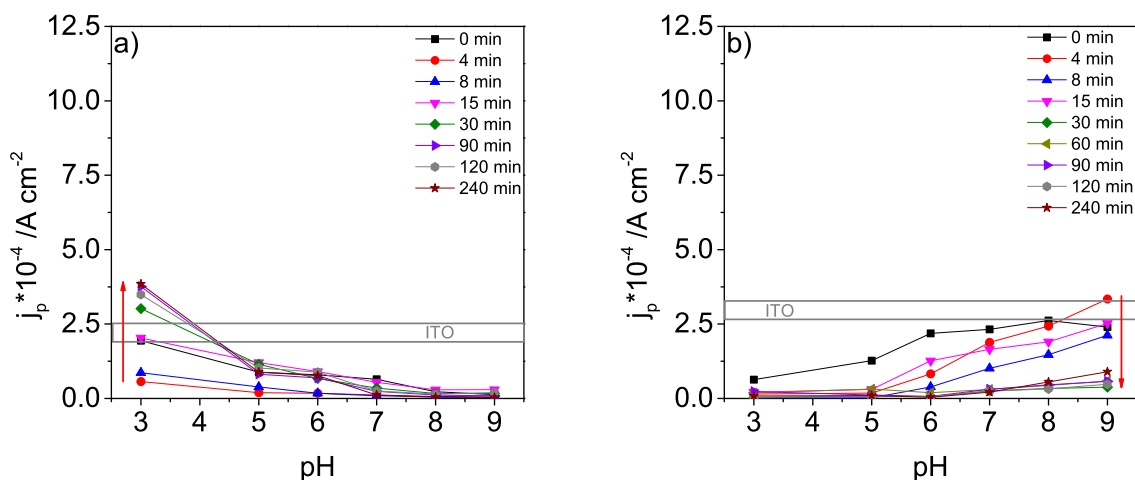 a)
12.5
10.0
7.5
5.0
2.5
0.0
j_p*10^-4 /A cm^-2
0 min
4 min
8 min
15 min
30 min
90 min
120 min
240 min
ITO
3 4 5 6 7 8 9
pH
b)
12.5
10.0
7.5
5.0
2.5
0.0
j_p*10^-4 /A cm^-2
0 min
4 min
8 min
15 min
30 min
60 min
90 min
120 min
240 min
ITO
3 4 5 6 7 8 9
pH